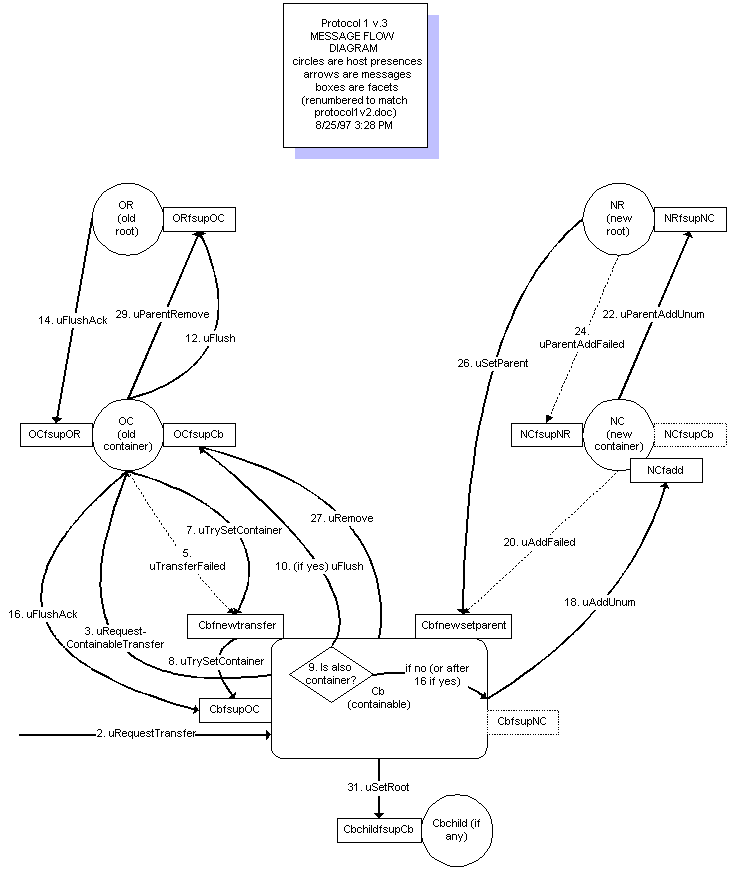 Protocol 1 v.3
MESSAGE FLOW
DIAGRAM
circles are host presences
arrows are messages
boxes are facets
(renumbered to match
protocol1v2.doc)
8/25/97 3:28 PM
OR
(old
root)
ORfsupOC
NR
(new
root)
NRfsupNC
14. uFlushAck
29. uParentRemove
12. uFlush
22. uParentAddUnum
24.
uParentAddFailed
26. uSetParent
OCfsupOR
OC
(old
container)
OCfsupCb
NCfsupNR
NC
(new
container)
NCfsupCb
NCfadd
27. uRemove
7. uTrySetContainer
5.
uTransferFailed
10. (if yes) uFlush
20. uAddFailed
18. uAddUnum
16. uFlushAck
3. uRequest-
ContainableTransfer
Cbfnewtransfer
Cbfnewsetparent
8. uTrySetContainer
9. Is also
container?
if no (or after
16 if yes)
Cb
(containable)
CbfsupOC
CbfsupNC
2. uRequestTransfer
31. uSetRoot
CbchildfsupCb
Cbchild (if
any)